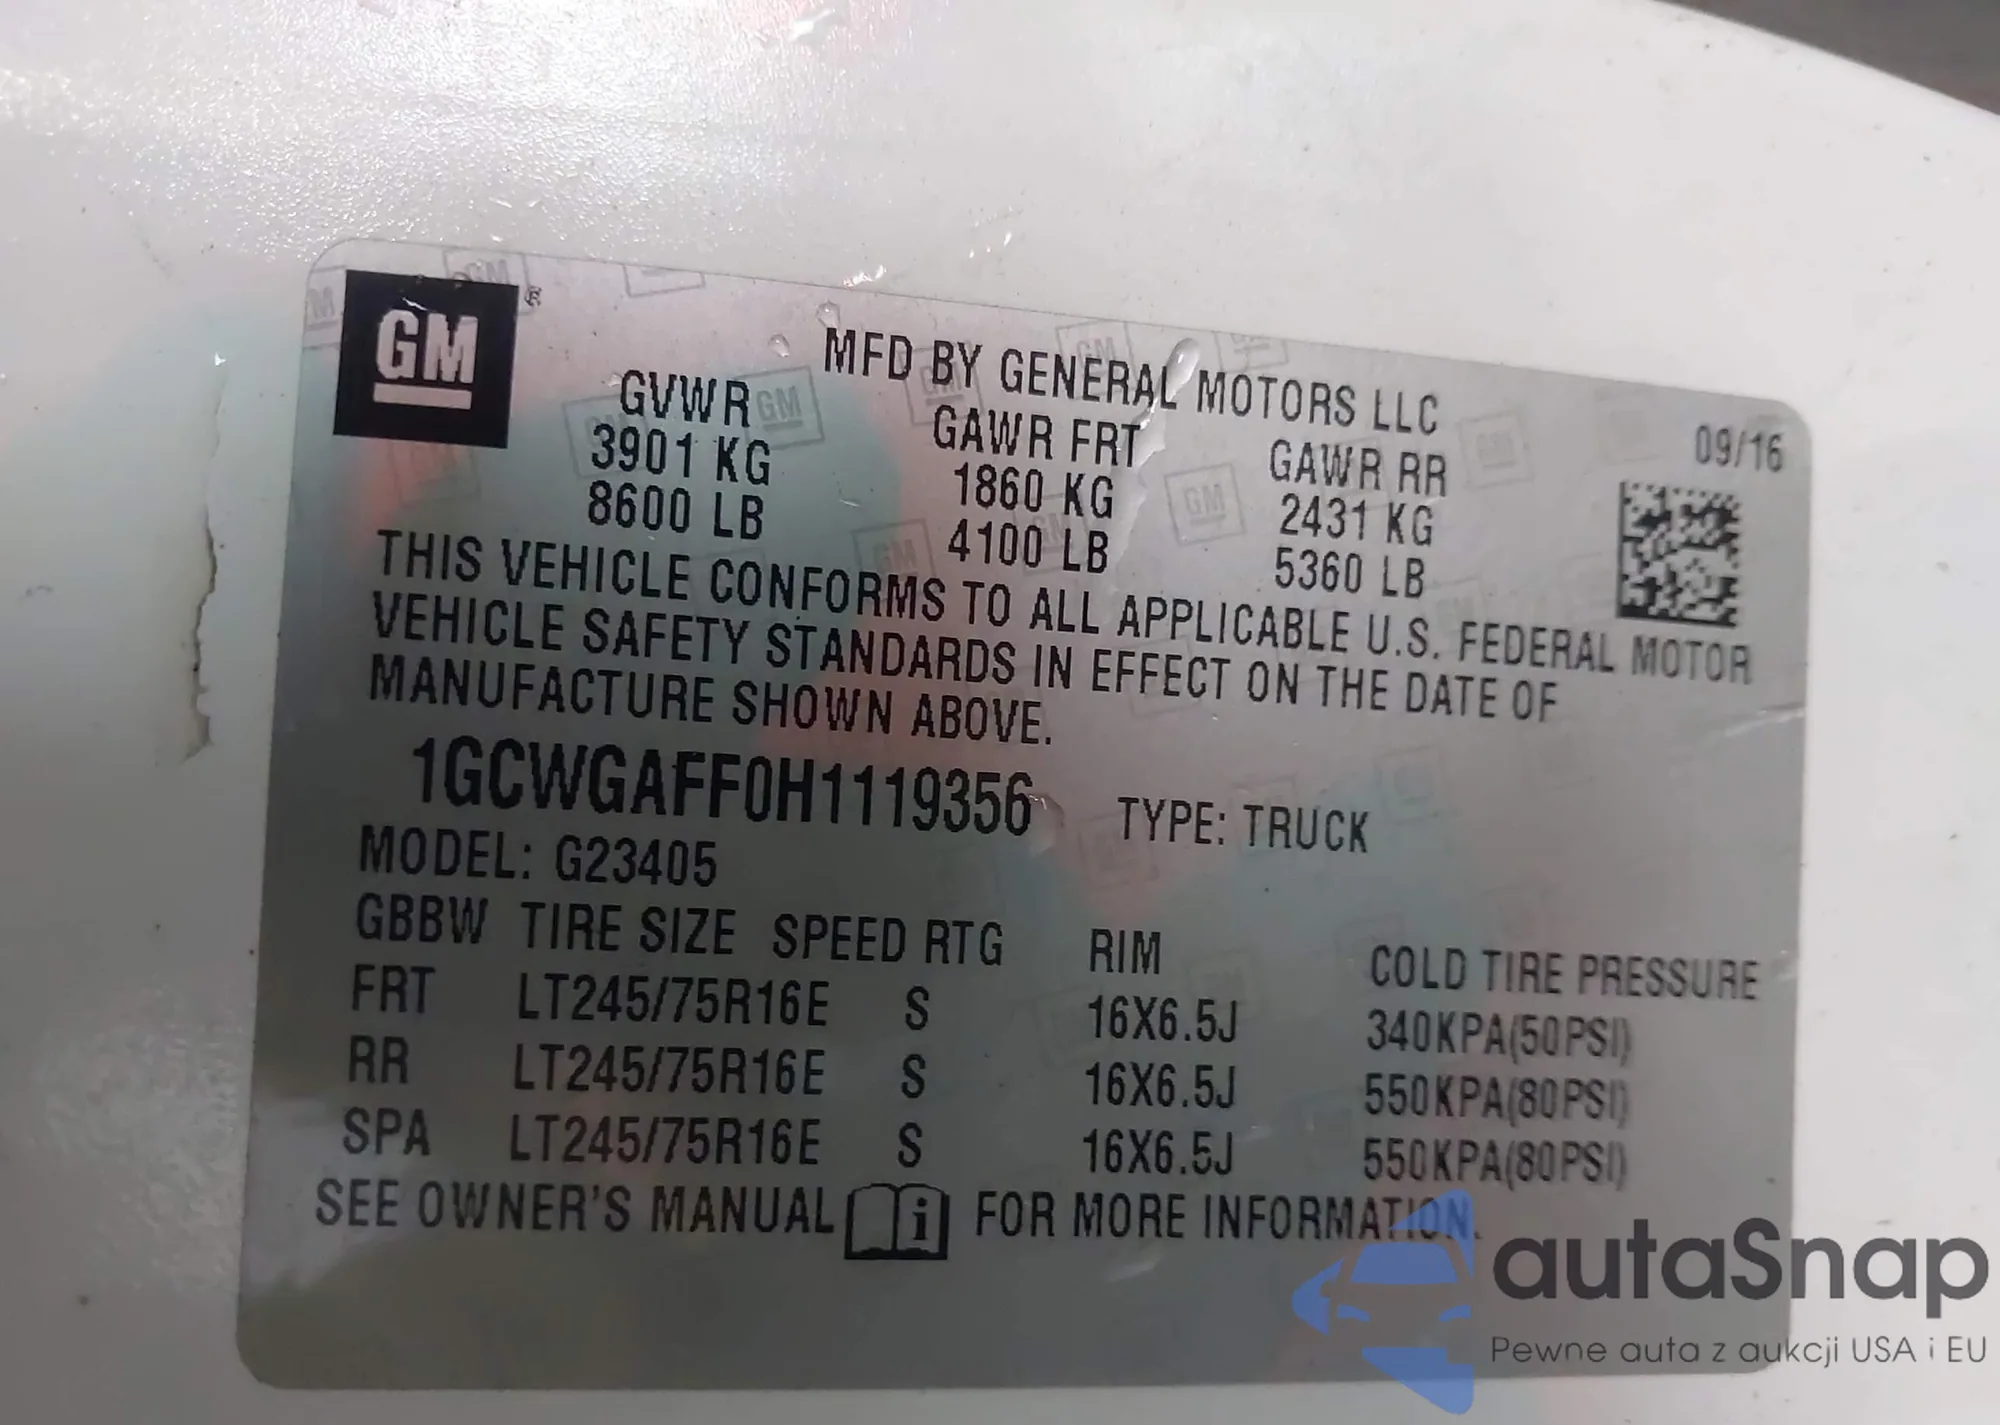 GM ®
MFD BY GENERAL MOTORS LLC
09/16
GVWR GAWR FRT GAWR RR
3901 KG 1860 KG 2431 KG
8600 LB 4100 LB 5360 LB
THIS VEHICLE CONFORMS TO ALL APPLICABLE U.S. FEDERAL MOTOR
VEHICLE SAFETY STANDARDS IN EFFECT ON THE DATE OF
MANUFACTURE SHOWN ABOVE.
1GCWGAFF0H1119356 TYPE: TRUCK
MODEL: G23405
GBBW TIRE SIZE SPEED RTG RIM COLD TIRE PRESSURE
FRT LT245/75R16E S 16X6.5J 340KPA(50PSI)
RR LT245/75R16E S 16X6.5J 550KPA(80PSI)
SPA LT245/75R16E S 16X6.5J 550KPA(80PSI)
SEE OWNER'S MANUAL i FOR MORE INFORMATION.
autaSnap
Pewne auta z aukcji USA i EU